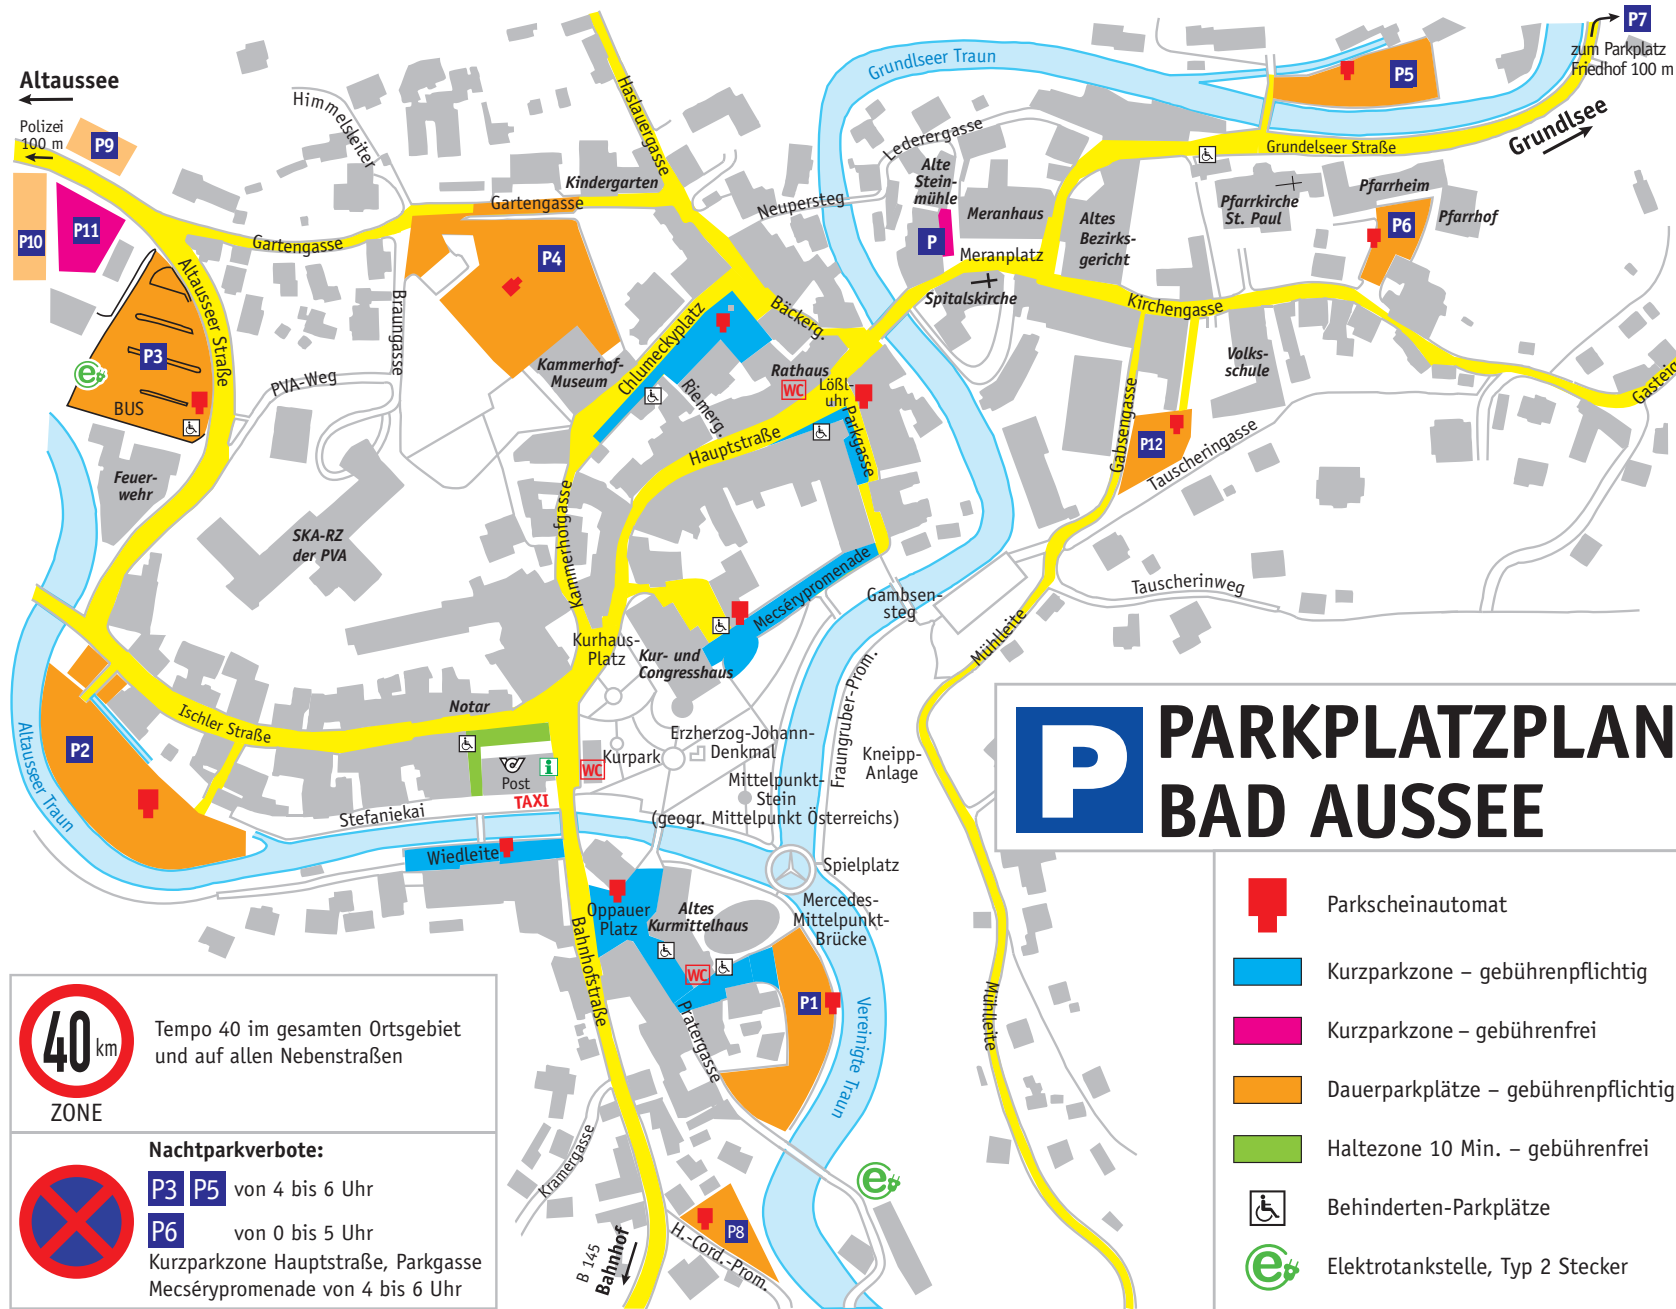 Altaussee
Polizei
100 m
P9
P10
P11
Himmelsleiter
Haslauergasse
Kindergarten
Gartengasse
Gartengasse
P4
Altausseer Straße
Braungasse
P3
BUS
PVA-Weg
Feuer-
wehr
SKA-RZ
der PVA
Kammerhof-
Museum
Chlumeckyplatz
Riemerg.
Bäckerg.
Rathaus
WC
Lößl-
uhr
Parkgasse
Hauptstraße
Kammerhofgasse
Neupersteg
Grundlseer Traun
Lederergasse
Alte
Stein-
mühle
P
Meranhaus
Meranplatz
Spitalskirche
Altes
Bezirks-
gericht
Grundelseer Straße
P5
P7
zum Parkplatz
Friedhof 100 m
Grundlsee
Pfarrkirche
St. Paul
Pfarrheim
P6
Pfarrhof
Kirchengasse
Volks-
schule
Gabsengasse
P12
Tauscheringasse
Gasteig
Tauscherinweg
Mühlleite
Mecsérypromenade
Gambsen-
steg
Kurhaus-
Platz
Kur- und
Congresshaus
Notar
Ischler Straße
P2
Altausseer Traun
Post
i
WC
TAXI
Kurpark
Erzherzog-Johann-
Denkmal
Mittelpunkt-
Stein
(geogr. Mittelpunkt Österreichs)
Fraungruber-Prom.
Kneipp-
Anlage
Stefaniekai
Wiedleite
Spielplatz
Mercedes-
Mittelpunkt-
Brücke
Oppauer
Platz
Altes
Kurmittelhaus
WC
P1
Bahnhofstraße
Pratergasse
Vereinigte Traun
Mühlleite
Kramergasse
B 145
Bahnhof
H.-Cord.-Prom.
P8
P PARKPLATZPLAN
BAD AUSSEE
Parkscheinautomat
Kurzparkzone – gebührenpflichtig
Kurzparkzone – gebührenfrei
Dauerparkplätze – gebührenpflichtig
Haltezone 10 Min. – gebührenfrei
Behinderten-Parkplätze
Elektrotankstelle, Typ 2 Stecker
40 km
ZONE
Tempo 40 im gesamten Ortsgebiet
und auf allen Nebenstraßen
Nachtparkverbote:
P3 P5 von 4 bis 6 Uhr
P6 von 0 bis 5 Uhr
Kurzparkzone Hauptstraße, Parkgasse
Mecsérypromenade von 4 bis 6 Uhr